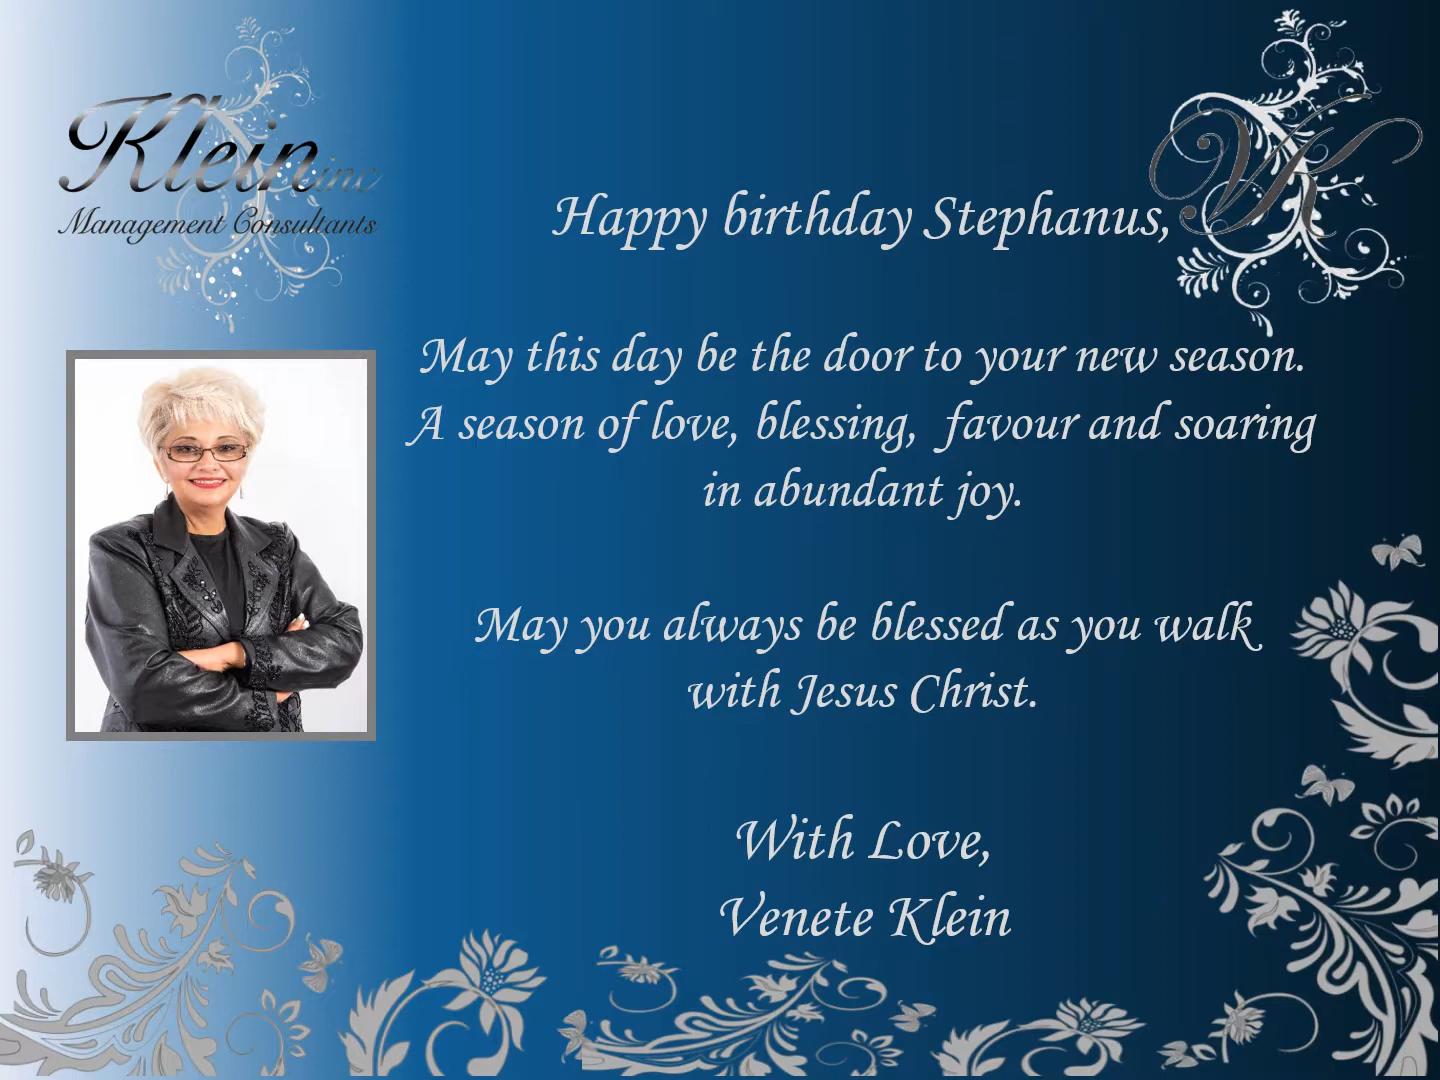 Klein inc
Management Consultants
VK
Happy birthday Stephanus,
May this day be the door to your new season.
A season of love, blessing,  favour and soaring
in abundant joy.
May you always be blessed as you walk
with Jesus Christ.
With Love,
Venete Klein